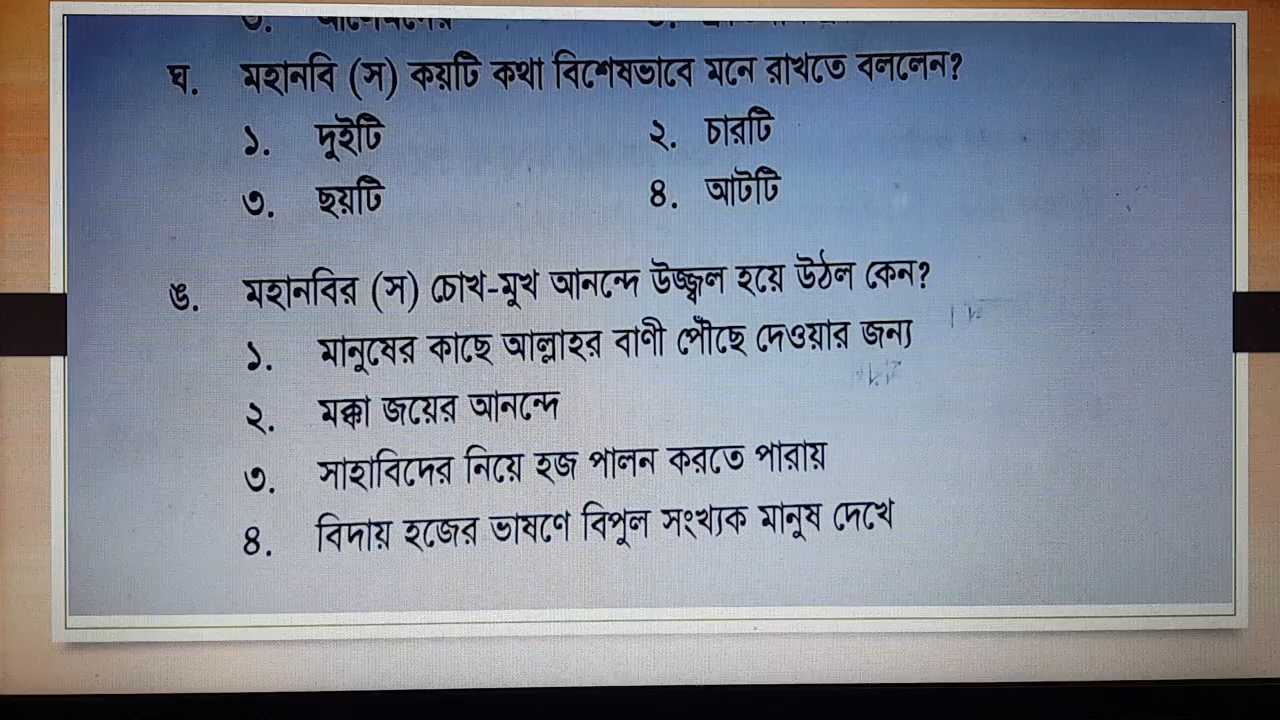 ঘ. মহানবি (স) কয়টি কথা বিশেষভাবে মনে রাখতে বললেন?
১. দুইটি ২. চারটি
৩. ছয়টি ৪. আটটি
ঙ. মহানবির (স) চোখ-মুখ আনন্দে উজ্জ্বল হয়ে উঠল কেন?
১. মানুষের কাছে আল্লাহর বাণী পৌঁছে দেওয়ার জন্য
২. মক্কা জয়ের আনন্দে
৩. সাহাবিদের নিয়ে হজ পালন করতে পারায়
৪. বিদায় হজের ভাষণে বিপুল সংখ্যক মানুষ দেখে